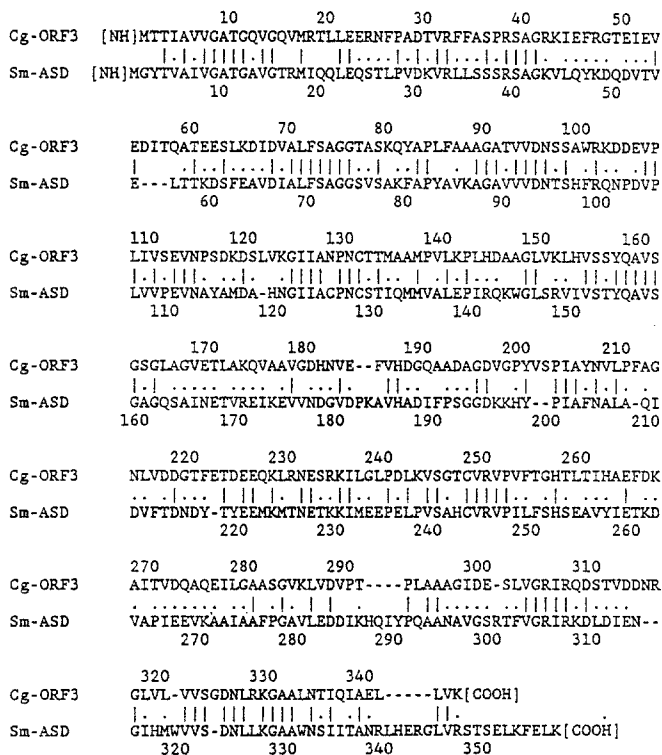 10 20 30 40 50
Cg-ORF3 [NH]MTTIAVVGATGQVGQVMRTLLEERNFPADTVRFFASPRSAGRKIEFRGTEIEV
Sm-ASD [NH]MGYTVAIVGATGAVGTRMIQQLEQSTLPVDKVRLLSSSRSAGKVLQYKDQDVTV
10 20 30 40 50
60 70 80 90 100
Cg-ORF3 EDITQATEESLKDIDVALFSAGGTASKQYAPLFAAAGATVVDNSSAWRKDDEVP
Sm-ASD E---LTTKDSFEAVDIALFSAGGSVSAKFAPYAVKAGAVVVDNTSHFRQNPDVP
60 70 80 90 100
110 120 130 140 150 160
Cg-ORF3 LIVSEVNPSDKDSLVKGIIANPNCTTMAAMPVLKPLHDAAGLVKLHVSSYQAVS
Sm-ASD LVVPEVNAYAMDA-HNGIIACPNCSTIQMMVALEPIRQKWGLSRVIVSTYQAVS
110 120 130 140 150
170 180 190 200 210
Cg-ORF3 GSGLAGVETLAKQVAAVGDHNVE--FVHDGQAADAGDVGPYVSPIAYNVLPFAG
Sm-ASD GAGQSAINETVREIKEVVNDGVDPKAVHADIFPSGGDKKHY--PIAFNALA-QI
160 170 180 190 200 210
220 230 240 250 260
Cg-ORF3 NLVDDGTFETDEEQKLRNESRKILGLPDLKVSGTCVRVPVFTGHTLTIHAEFDK
Sm-ASD DVFTDNDY-TYEEMKMTNETKKIMEEPELPVSAHCVRVPILFSHSEAVYIETKD
220 230 240 250 260
270 280 290 300 310
Cg-ORF3 AITVDQAQEILGAASGVKLVDVPT----PLAAAGIDE-SLVGRIRQDSTVDDNR
Sm-ASD VAPIEEVKAAIAAFPGAVLEDDIKHQIYPQAANAVGSRTFVGRIRKDLDIEN--
270 280 290 300 310
320 330 340
Cg-ORF3 GLVL-VVSGDNLRKGAALNTIQIAEL-----LVK[COOH]
Sm-ASD GIHMWVVS-DNLLKGAAWNSIITANRLHERGLVRSTSELKFELK[COOH]
320 330 340 350